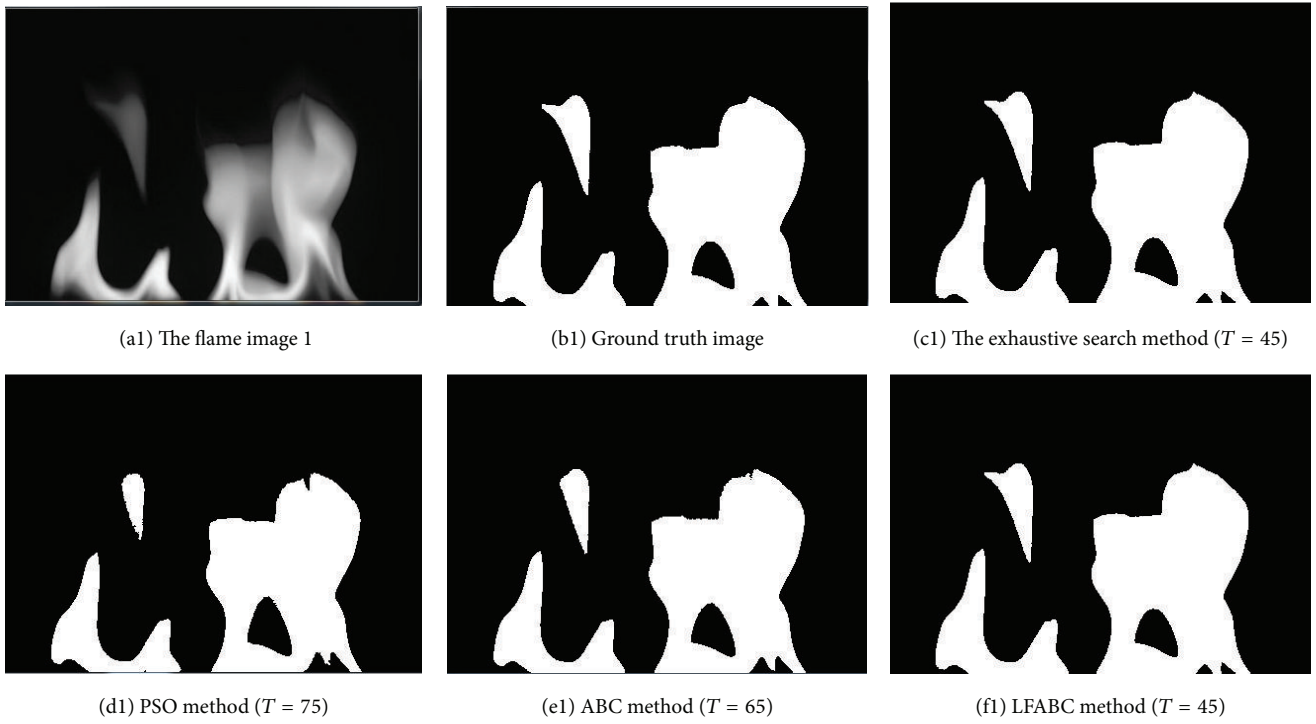 (a1) The flame image 1
(b1) Ground truth image
(c1) The exhaustive search method (T = 45)
(d1) PSO method (T = 75)
(e1) ABC method (T = 65)
(f1) LFABC method (T = 45)